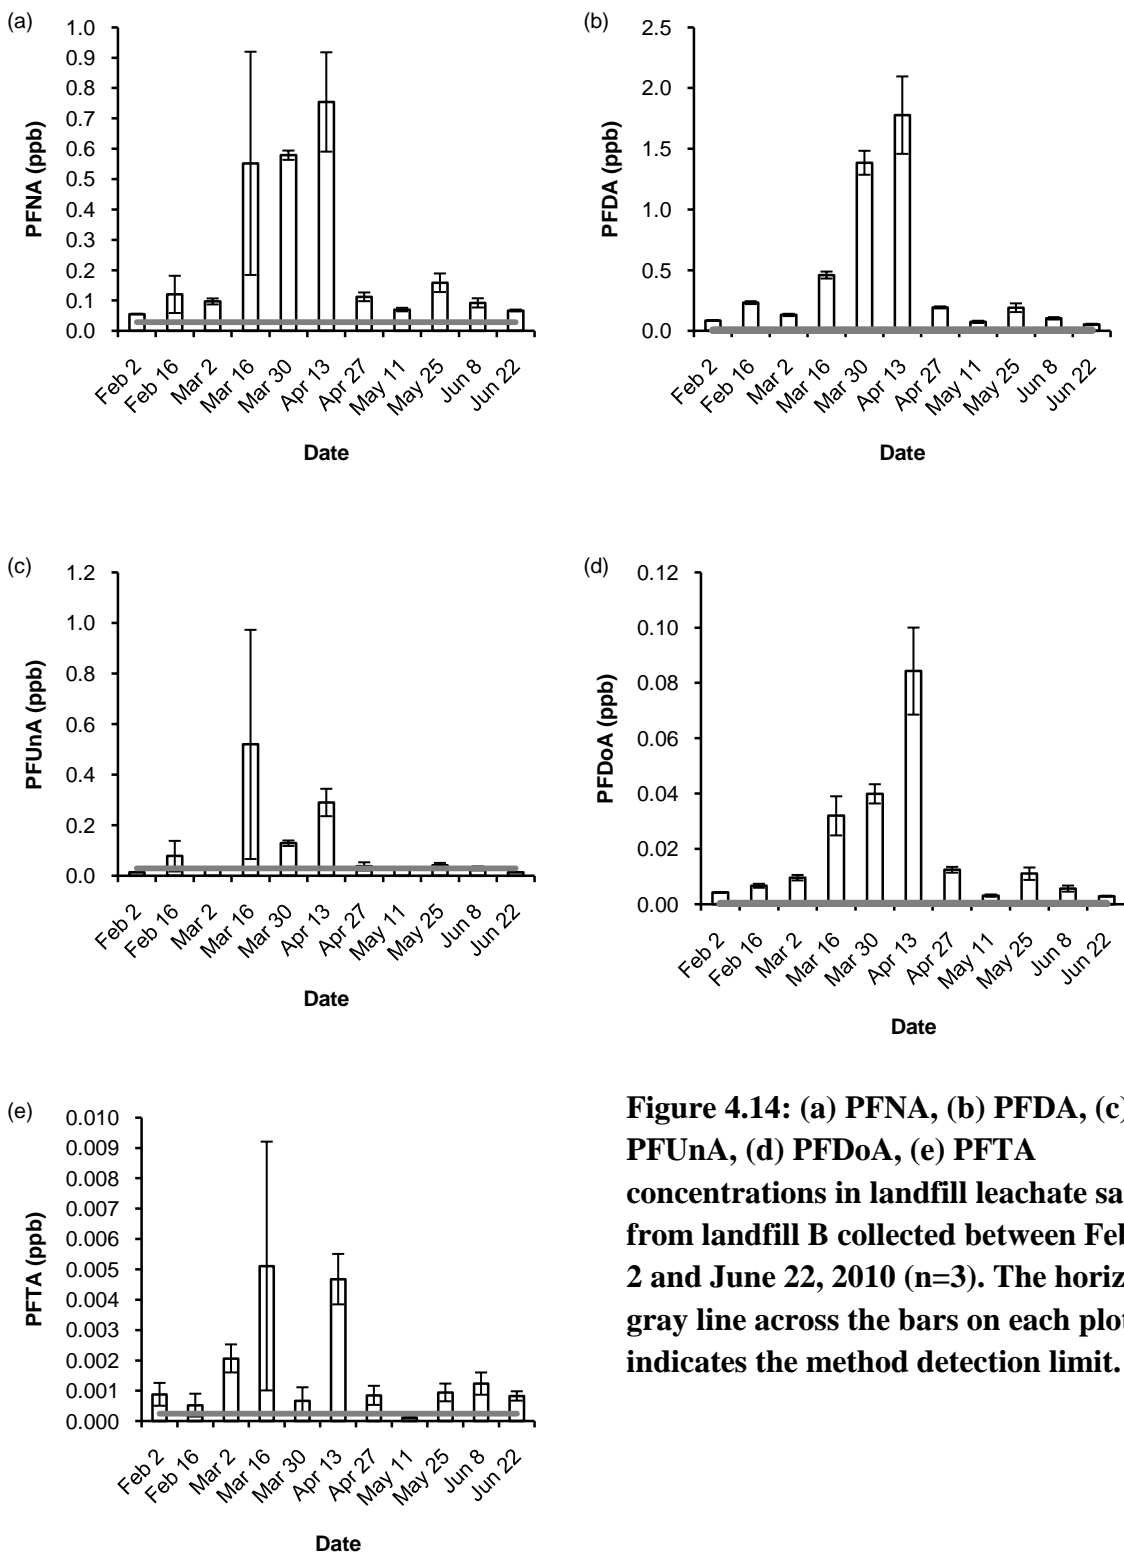 (a)
PFNA (ppb)
1.0
0.9
0.8
0.7
0.6
0.5
0.4
0.3
0.2
0.1
0.0
Feb 2
Feb 16
Mar 2
Mar 16
Mar 30
Apr 13
Apr 27
May 11
May 25
Jun 8
Jun 22
Date
(b)
PFDA (ppb)
2.5
2.0
1.5
1.0
0.5
0.0
Feb 2
Feb 16
Mar 2
Mar 16
Mar 30
Apr 13
Apr 27
May 11
May 25
Jun 8
Jun 22
Date
(c)
PFUnA (ppb)
1.2
1.0
0.8
0.6
0.4
0.2
0.0
Feb 2
Feb 16
Mar 2
Mar 16
Mar 30
Apr 13
Apr 27
May 11
May 25
Jun 8
Jun 22
Date
(d)
PFDoA (ppb)
0.12
0.10
0.08
0.06
0.04
0.02
0.00
Feb 2
Feb 16
Mar 2
Mar 16
Mar 30
Apr 13
Apr 27
May 11
May 25
Jun 8
Jun 22
Date
(e)
PFTA (ppb)
0.010
0.009
0.008
0.007
0.006
0.005
0.004
0.003
0.002
0.001
0.000
Feb 2
Feb 16
Mar 2
Mar 16
Mar 30
Apr 13
Apr 27
May 11
May 25
Jun 8
Jun 22
Date
Figure 4.14: (a) PFNA, (b) PFDA, (c)
PFUnA, (d) PFDoA, (e) PFTA
concentrations in landfill leachate sa
from landfill B collected between Feb
2 and June 22, 2010 (n=3). The horiz
gray line across the bars on each plot
indicates the method detection limit.